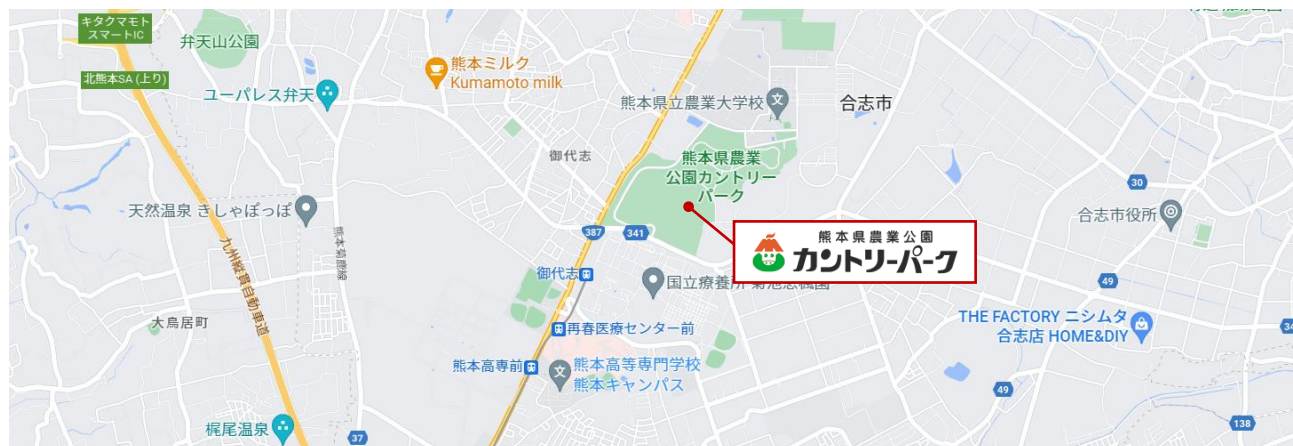 キタクマモト
スマートIC
弁天山公園
北熊本SA (上り)
ユーパレス弁天
熊本ミルク
Kumamoto milk
熊本県立農業大学校
合志市
御代志
熊本県農業
公園カントリー
パーク
30
天然温泉 きしゃぽっぽ
合志市役所
387
341
熊本県農業公園
カントリーパーク
熊本菊鹿線
九州縦貫自動車道
御代志
国立療養所 菊池恵楓園
49
大鳥居町
再春医療センター前
THE FACTORY ニシムタ
合志店 HOME&DIY
34
熊本高専前
熊本高等専門学校
熊本キャンパス
49
梶尾温泉
37
138